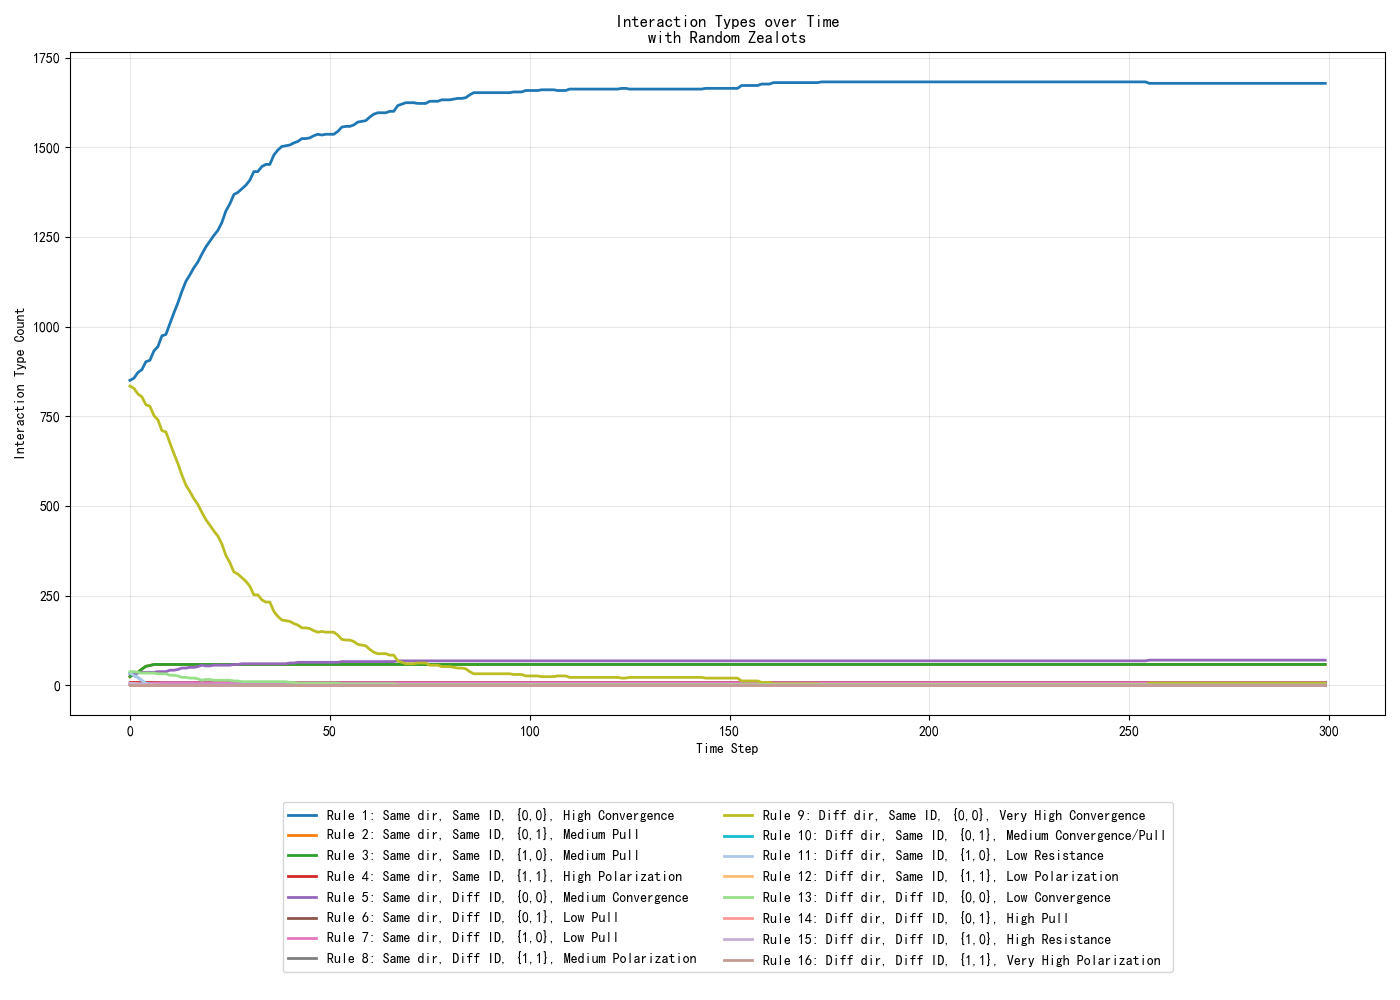 Interaction Types over Time
with Random Zealots
Interaction Type Count
1750
1500
1250
1000
750
500
250
0
0
50
100
150
200
250
300
Time Step
Rule 1: Same dir, Same ID, {0,0}, High Convergence
Rule 2: Same dir, Same ID, {0,1}, Medium Pull
Rule 3: Same dir, Same ID, {1,0}, Medium Pull
Rule 4: Same dir, Same ID, {1,1}, High Polarization
Rule 5: Same dir, Diff ID, {0,0}, Medium Convergence
Rule 6: Same dir, Diff ID, {0,1}, Low Pull
Rule 7: Same dir, Diff ID, {1,0}, Low Pull
Rule 8: Same dir, Diff ID, {1,1}, Medium Polarization
Rule 9: Diff dir, Same ID, {0,0}, Very High Convergence
Rule 10: Diff dir, Same ID, {0,1}, Medium Convergence/Pull
Rule 11: Diff dir, Same ID, {1,0}, Low Resistance
Rule 12: Diff dir, Same ID, {1,1}, Low Polarization
Rule 13: Diff dir, Diff ID, {0,0}, Low Convergence
Rule 14: Diff dir, Diff ID, {0,1}, High Pull
Rule 15: Diff dir, Diff ID, {1,0}, High Resistance
Rule 16: Diff dir, Diff ID, {1,1}, Very High Polarization